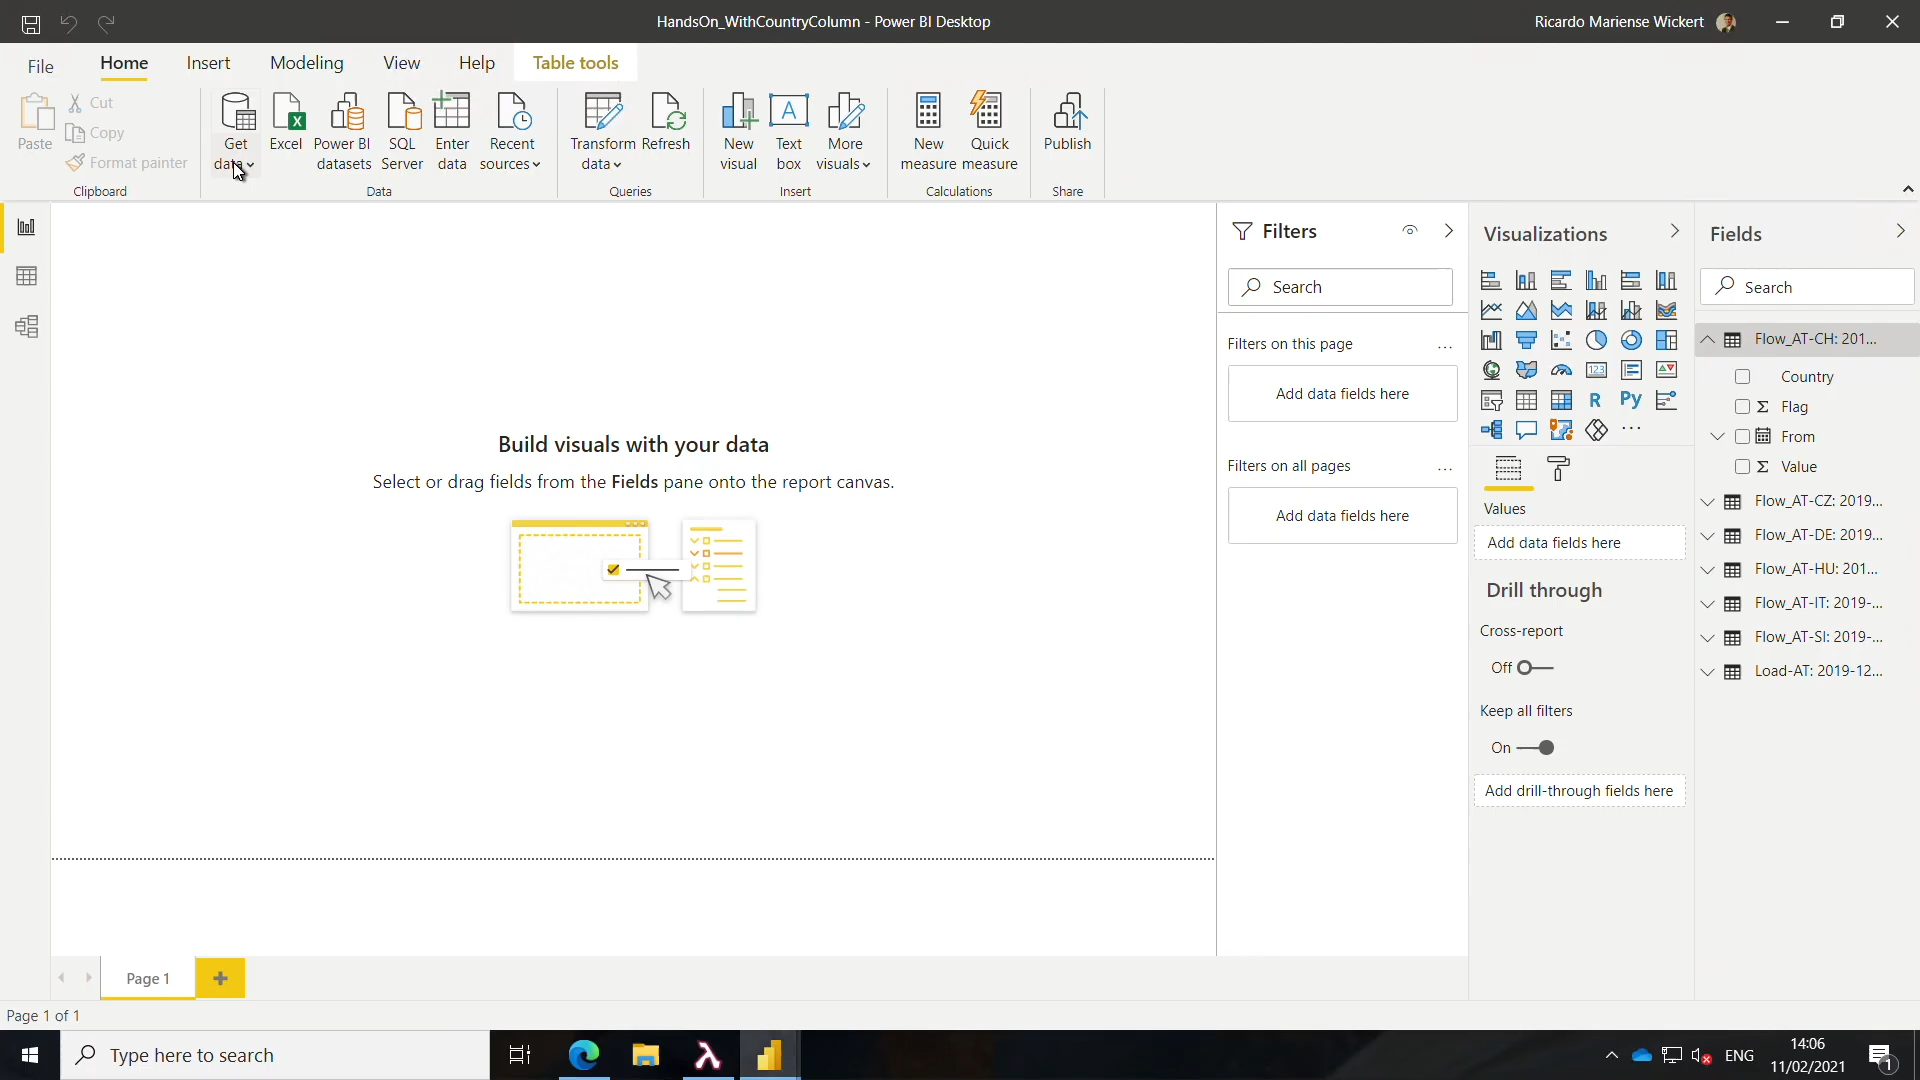 HandsOn_WithCountryColumn - Power BI Desktop
Ricardo Mariense Wickert
File
Home
Insert
Modeling
View
Help
Table tools
Paste
Cut
Copy
Format painter
Clipboard
Get data
Excel
Power BI datasets
SQL Server
Enter data
Recent sources
Data
Transform data
Refresh
Queries
New visual
Text box
More visuals
Insert
New measure
Quick measure
Calculations
Publish
Share
Build visuals with your data
Select or drag fields from the Fields pane onto the report canvas.
Filters
Search
Filters on this page
...
Add data fields here
Filters on all pages
...
Add data fields here
Visualizations
123
R
Py
...
Values
Add data fields here
Drill through
Cross-report
Off
Keep all filters
On
Add drill-through fields here
Fields
Search
Flow_AT-CH: 201...
Country
Σ Flag
From
Σ Value
Flow_AT-CZ: 2019...
Flow_AT-DE: 2019...
Flow_AT-HU: 201...
Flow_AT-IT: 2019-...
Flow_AT-SI: 2019-...
Load-AT: 2019-12...
Page 1
Page 1 of 1
Type here to search
ENG
14:06
11/02/2021
1